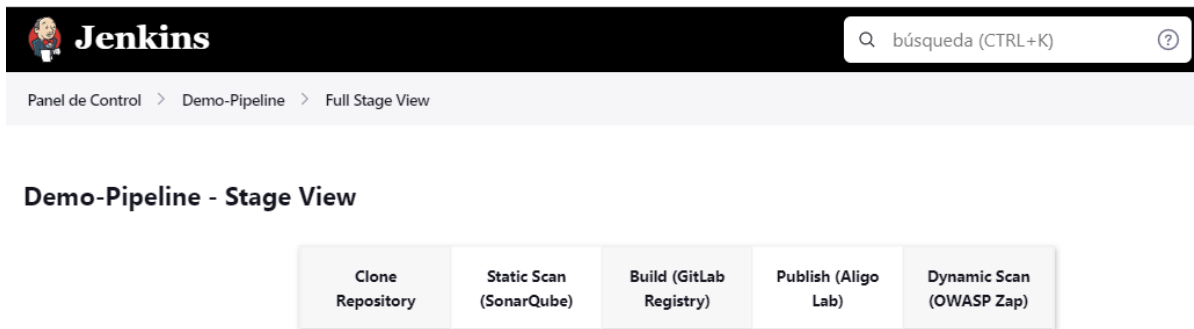 Jenkins
búsqueda (CTRL+K)
?
Panel de Control > Demo-Pipeline > Full Stage View
Demo-Pipeline - Stage View
Clone Repository
Static Scan (SonarQube)
Build (GitLab Registry)
Publish (Aligo Lab)
Dynamic Scan (OWASP Zap)